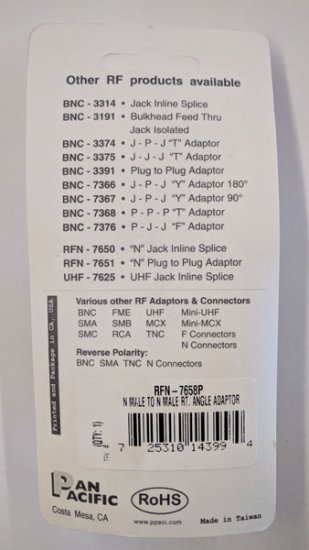 Other RF products available
BNC - 3314 • Jack Inline Splice
BNC - 3191 • Bulkhead Feed Thru
Jack Isolated
BNC - 3374 • J - P - J "T" Adaptor
BNC - 3375 • J - J - J "T" Adaptor
BNC - 3391 • Plug to Plug Adaptor
BNC - 7366 • J - P - J "Y" Adaptor 180°
BNC - 7367 • J - P - J "Y" Adaptor 90°
BNC - 7368 • P - P - P "T" Adaptor
BNC - 7376 • J - P - J "F" Adaptor
RFN - 7650 • "N" Jack Inline Splice
RFN - 7651 • "N" Plug to Plug Adaptor
UHF - 7625 • UHF Jack Inline Splice
Various other RF Adaptors & Connectors
BNC FME UHF Mini-UHF
SMA SMB MCX Mini-MCX
SMC RCA TNC F Connectors
N Connectors
Reverse Polarity:
BNC SMA TNC N Connectors
Printed and Package in CA, USA
RFN-7658P
N MALE TO N MALE RT. ANGLE ADAPTOR
(QTY: 1)
7 25310 14399 4
PAN PACIFIC
Costa Mesa, CA
RoHS
www.ppeci.com
Made in Taiwan